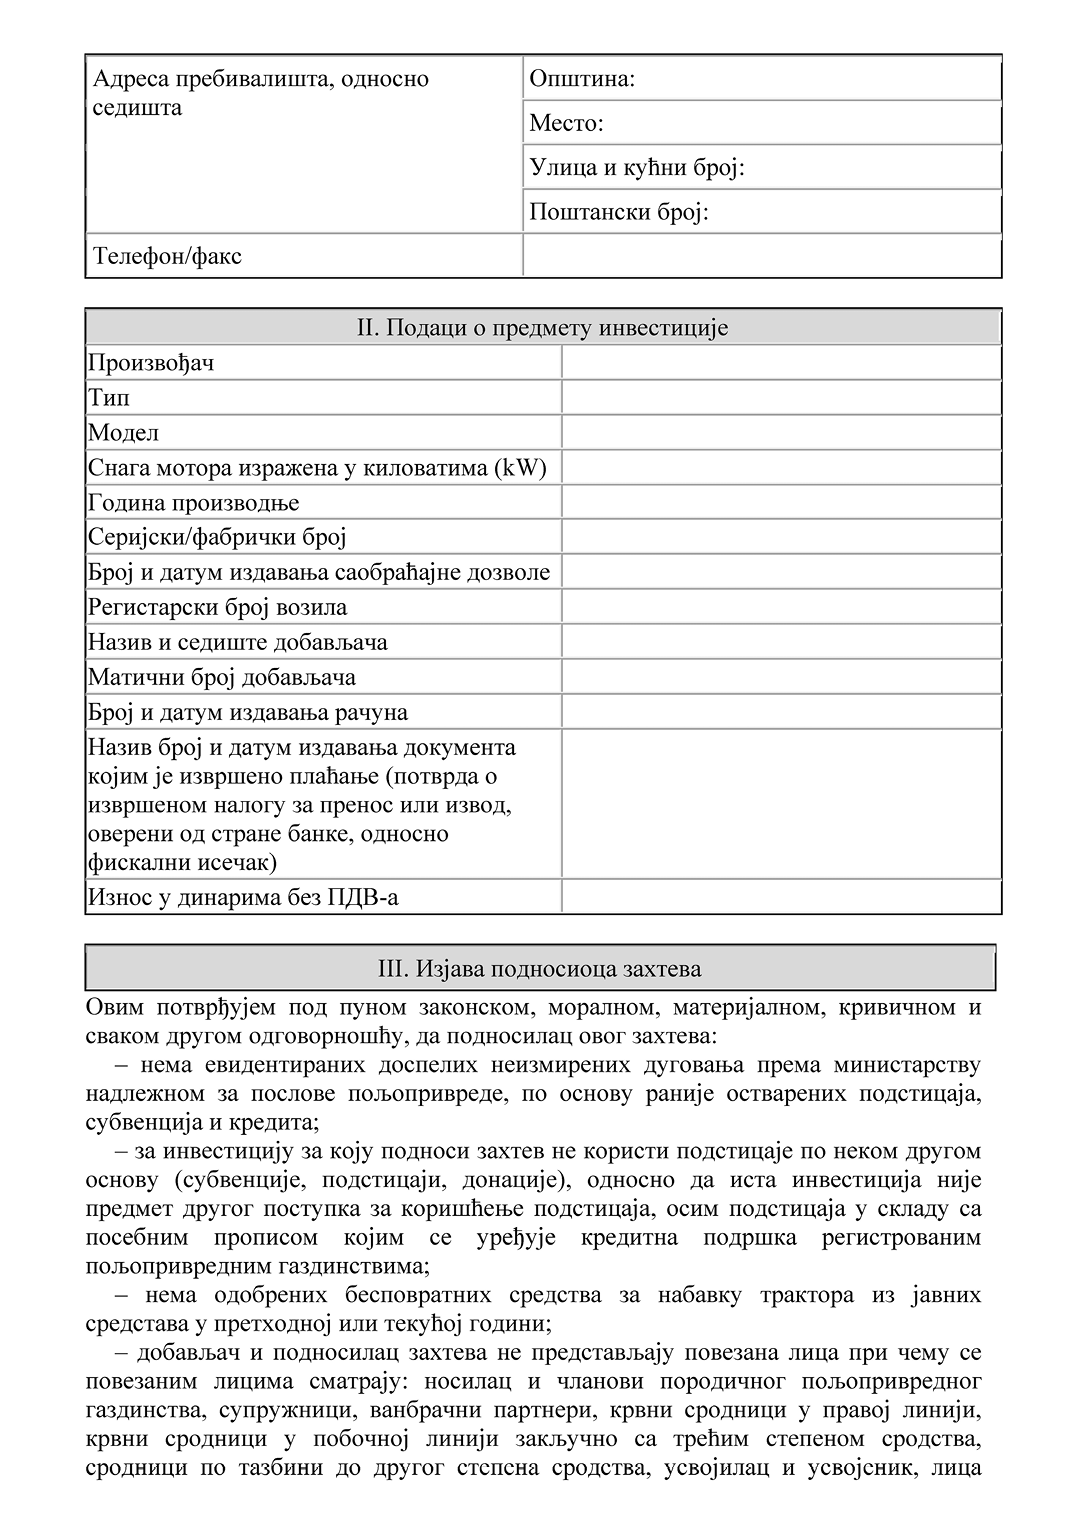 Адреса пребивалишта, односно
седишта
Општина:
Место:
Улица и кућни број:
Поштански број:
Телефон/факс
II. Подаци о предмету инвестиције
Произвођач
Тип
Модел
Снага мотора изражена у киловатима (kW)
Година производње
Серијски/фабрички број
Број и датум издавања саобраћајне дозволе
Регистарски број возила
Назив и седиште добављача
Матични број добављача
Број и датум издавања рачуна
Назив број и датум издавања документа
којим је извршено плаћање (потврда о
извршеном налогу за пренос или извод,
оверени од стране банке, односно
фискални исечак)
Износ у динарима без ПДВ-а
III. Изјава подносиоца захтева
Овим потврђујем под пуном законском, моралном, материјалном, кривичном и
сваком другом одговорношћу, да подносилац овог захтева:
– нема евидентираних доспелих неизмирених дуговања према министарству
надлежном за послове пољопривреде, по основу раније остварених подстицаја,
субвенција и кредита;
– за инвестицију за коју подноси захтев не користи подстицаје по неком другом
основу (субвенције, подстицаји, донације), односно да иста инвестиција није
предмет другог поступка за коришћење подстицаја, осим подстицаја у складу са
посебним прописом којим се уређује кредитна подршка регистрованим
пољопривредним газдинствима;
– нема одобрених бесповратних средства за набавку трактора из јавних
средстава у претходној или текућој години;
– добављач и подносилац захтева не представљају повезана лица при чему се
повезаним лицима сматрају: носилац и чланови породичног пољопривредног
газдинства, супружници, ванбрачни партнери, крвни сродници у правој линији,
крвни сродници у побочној линији закључно са трећим степеном сродства,
сродници по тазбини до другог степена сродства, усвојилац и усвојеник, лица